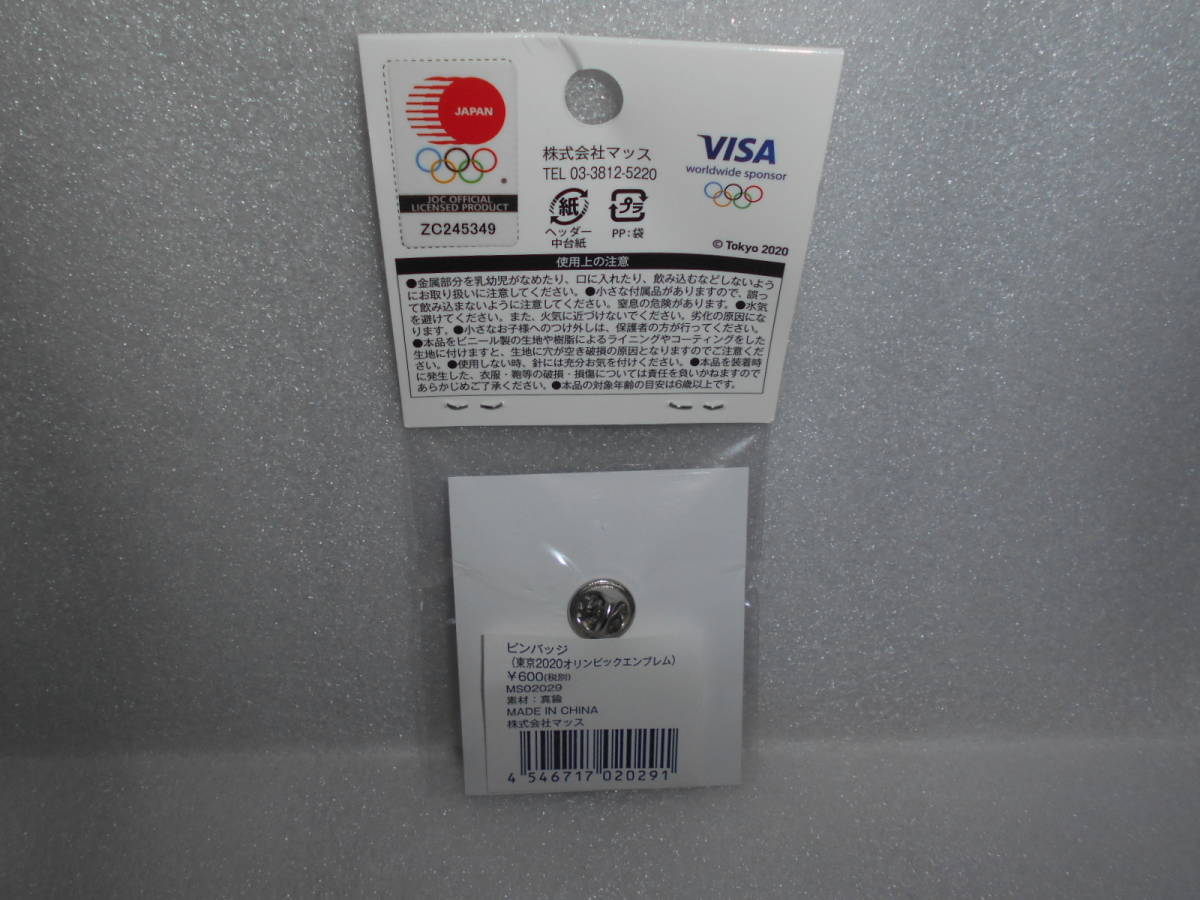 JAPAN
JOC OFFICIAL
LICENSED PRODUCT
ZC245349
株式会社マッス
TEL 03-3812-5220
紙
ヘッダー
中台紙
プラ
PP:袋
VISA
worldwide sponsor
© Tokyo 2020
使用上の注意
●金属部分を乳幼児がなめたり、口に入れたり、飲み込むなどしないよう
にお取り扱いに注意してください。●小さな付属品がありますので、誤っ
て飲み込まないように注意してください。窒息の危険があります。●水気
を避けてください。また、火気に近づけないでください。劣化の原因にな
ります。●小さなお子様へのつけ外しは、保護者の方が行ってください。
●本品をビニール製の生地や樹脂によるライニングやコーティングをした
生地に付けますと、生地に穴が空き破損の原因となりますのでご注意くだ
さい。●使用しない時、針には充分お気を付けください。●本品を装着時
に発生した、衣服・鞄等の破損・損傷については責任を負いかねますので
あらかじめご了承ください。●本品の対象年齢の目安は6歳以上です。
ピンバッジ
(東京2020オリンピックエンブレム)
¥600(税別)
MS02029
素材:真鍮
MADE IN CHINA
株式会社マッス
4 546717 020291